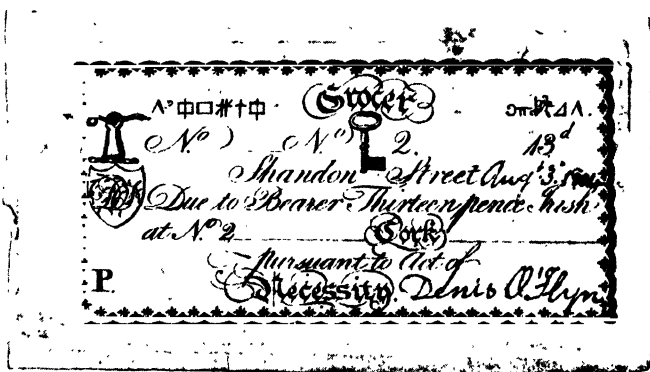 Grocer
No. ) (No.) 2. 13d
Shandon Street Aug 3.
Due to Bearer Thirteen pence Irish
at No. 2 Cork
pursuant to Act of
P. Necessity. Denis O'Flyn